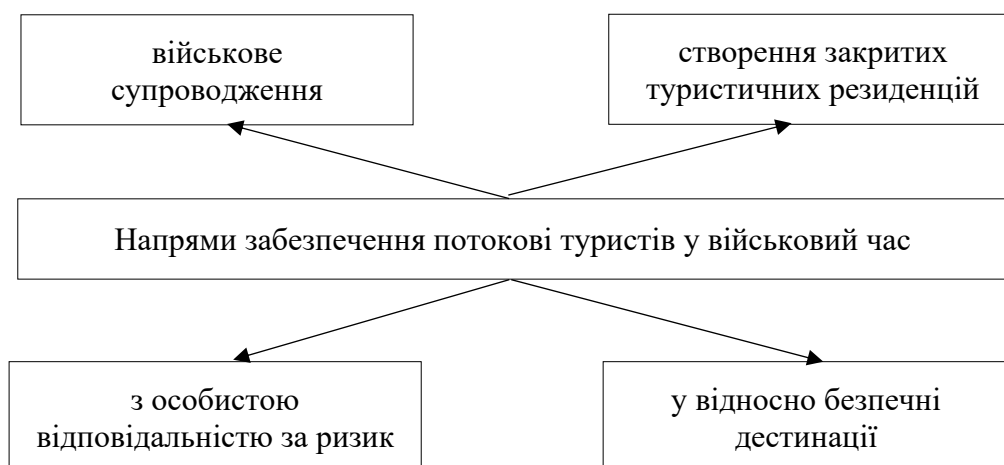 військове
супроводження
створення закритих
туристичних резиденцій
Напрями забезпечення потокові туристів у військовий час
з особистою
відповідальністю за ризик
у відносно безпечні
дестинації